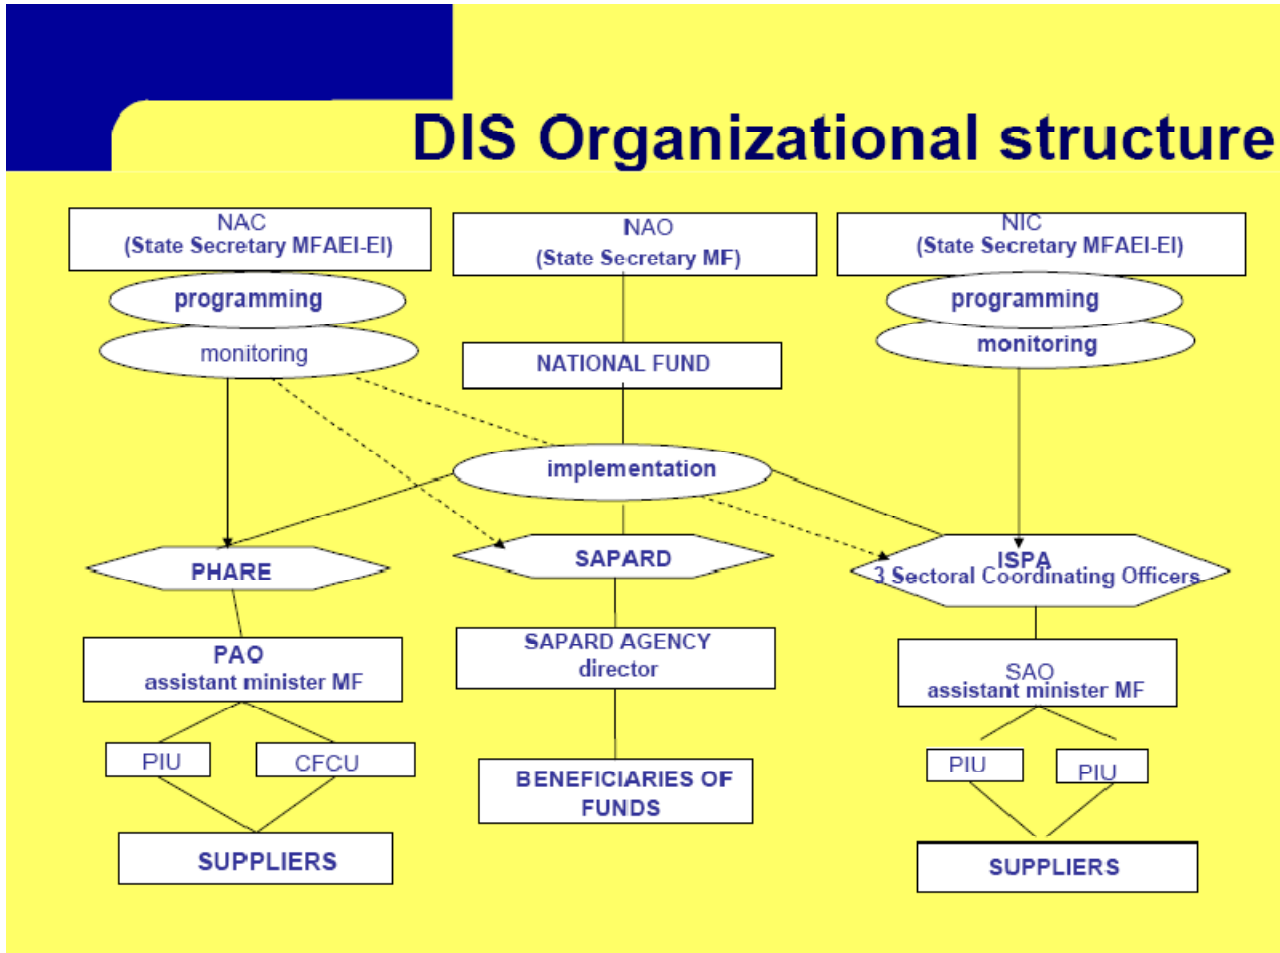 DIS Organizational structure
NAC
(State Secretary MFAEI-EI)
programming
monitoring
NAO
(State Secretary MF)
NATIONAL FUND
NIC
(State Secretary MFAEI-EI)
programming
monitoring
implementation
PHARE
SAPARD
ISPA
3 Sectoral Coordinating Officers
PAO
assistant minister MF
SAPARD AGENCY
director
SAO
assistant minister MF
PIU
CFCU
BENEFICIARIES OF
FUNDS
PIU
PIU
SUPPLIERS
SUPPLIERS